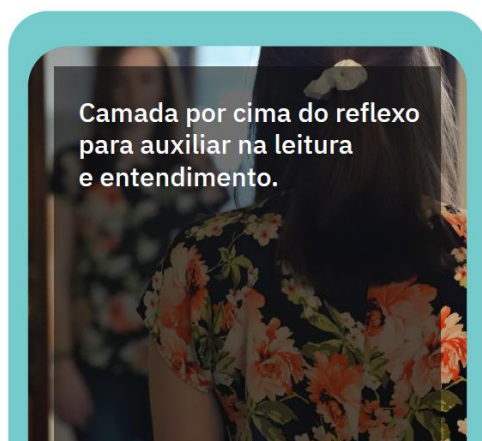 Camada por cima do reflexo
para auxiliar na leitura
e entendimento.